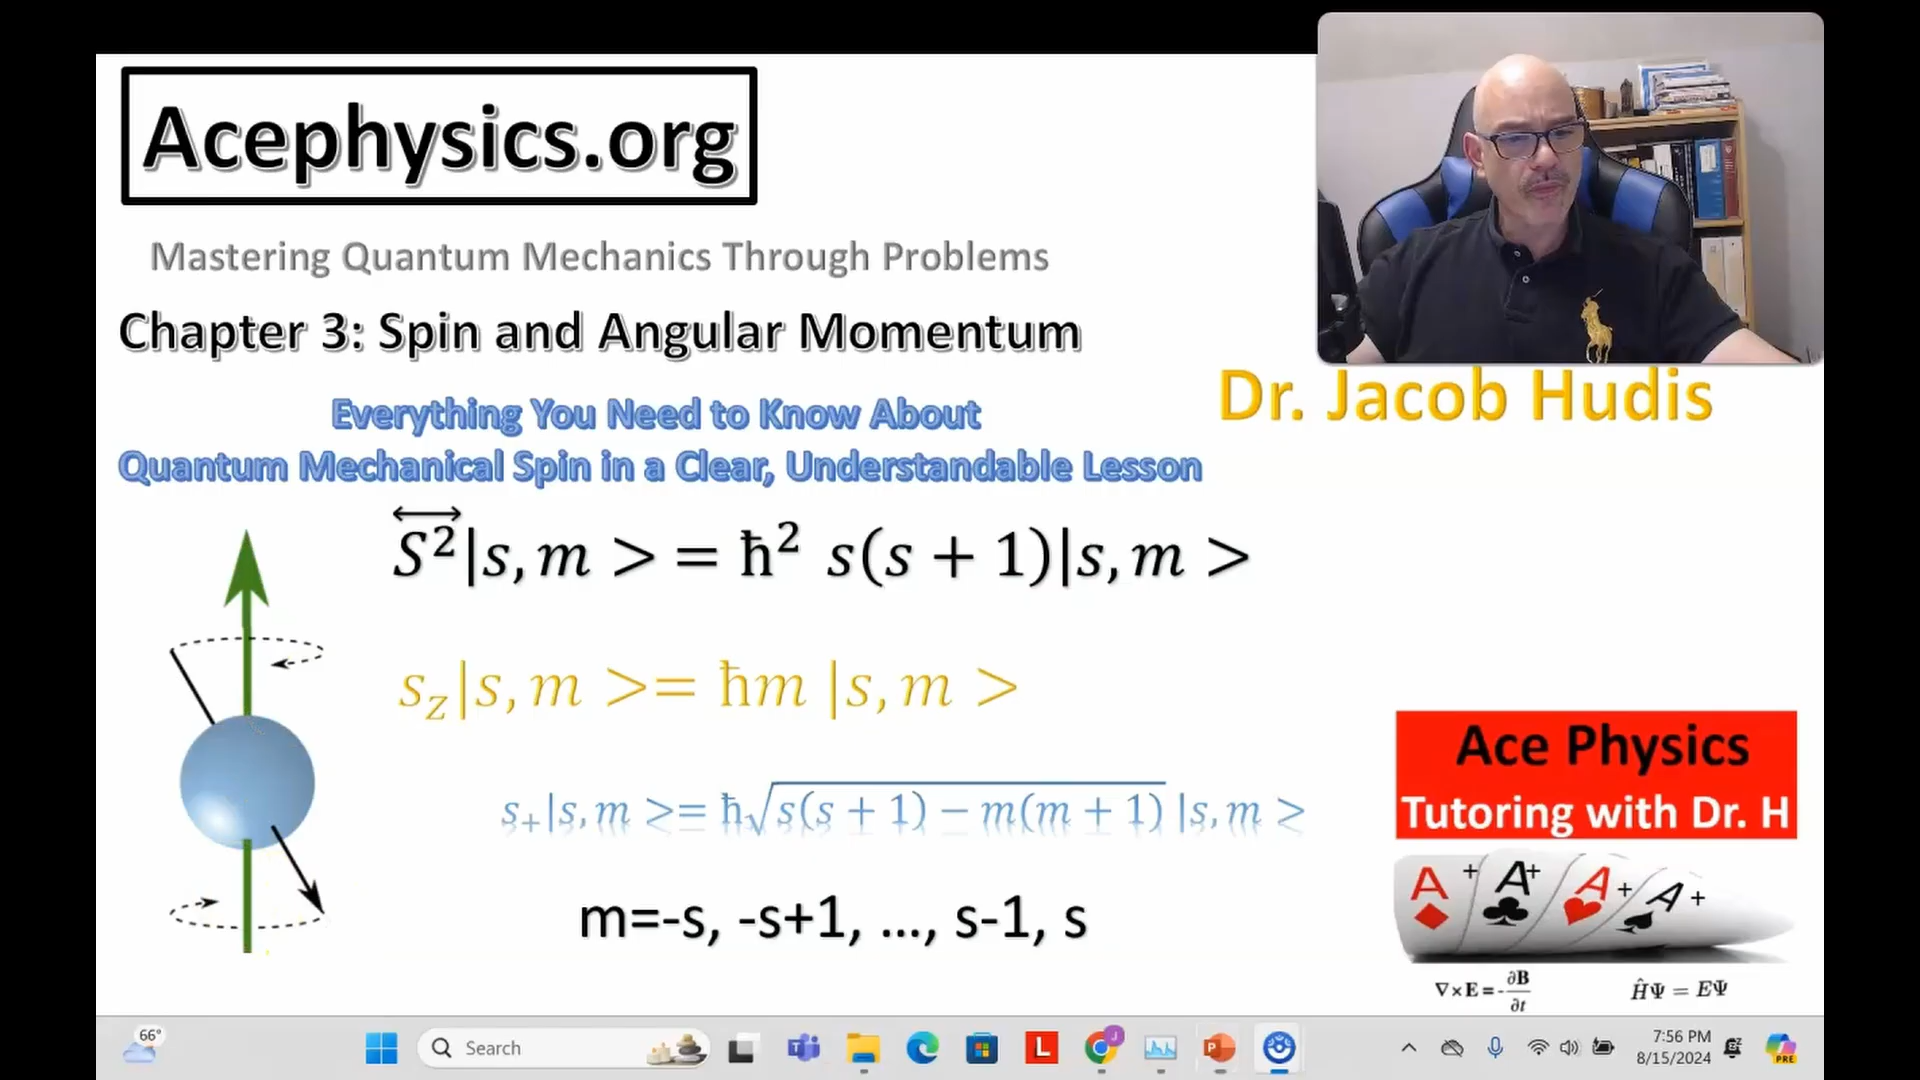 Acephysics.org
Mastering Quantum Mechanics Through Problems
Chapter 3: Spin and Angular Momentum
Everything You Need to Know About
Quantum Mechanical Spin in a Clear, Understandable Lesson
Dr. Jacob Hudis
S²|s, m > = ħ² s(s + 1)|s, m >
s_Z|s, m >= ħm |s, m >
s₊|s, m >= ħ√s(s + 1) − m(m + 1) |s, m >
m=-s, -s+1, ..., s-1, s
Ace Physics
Tutoring with Dr. H
A + A+ A + A +
∇×E=-∂B/∂t
ĤΨ = EΨ
66°
Search
T
L
J
P
PRE
7:56 PM
8/15/2024